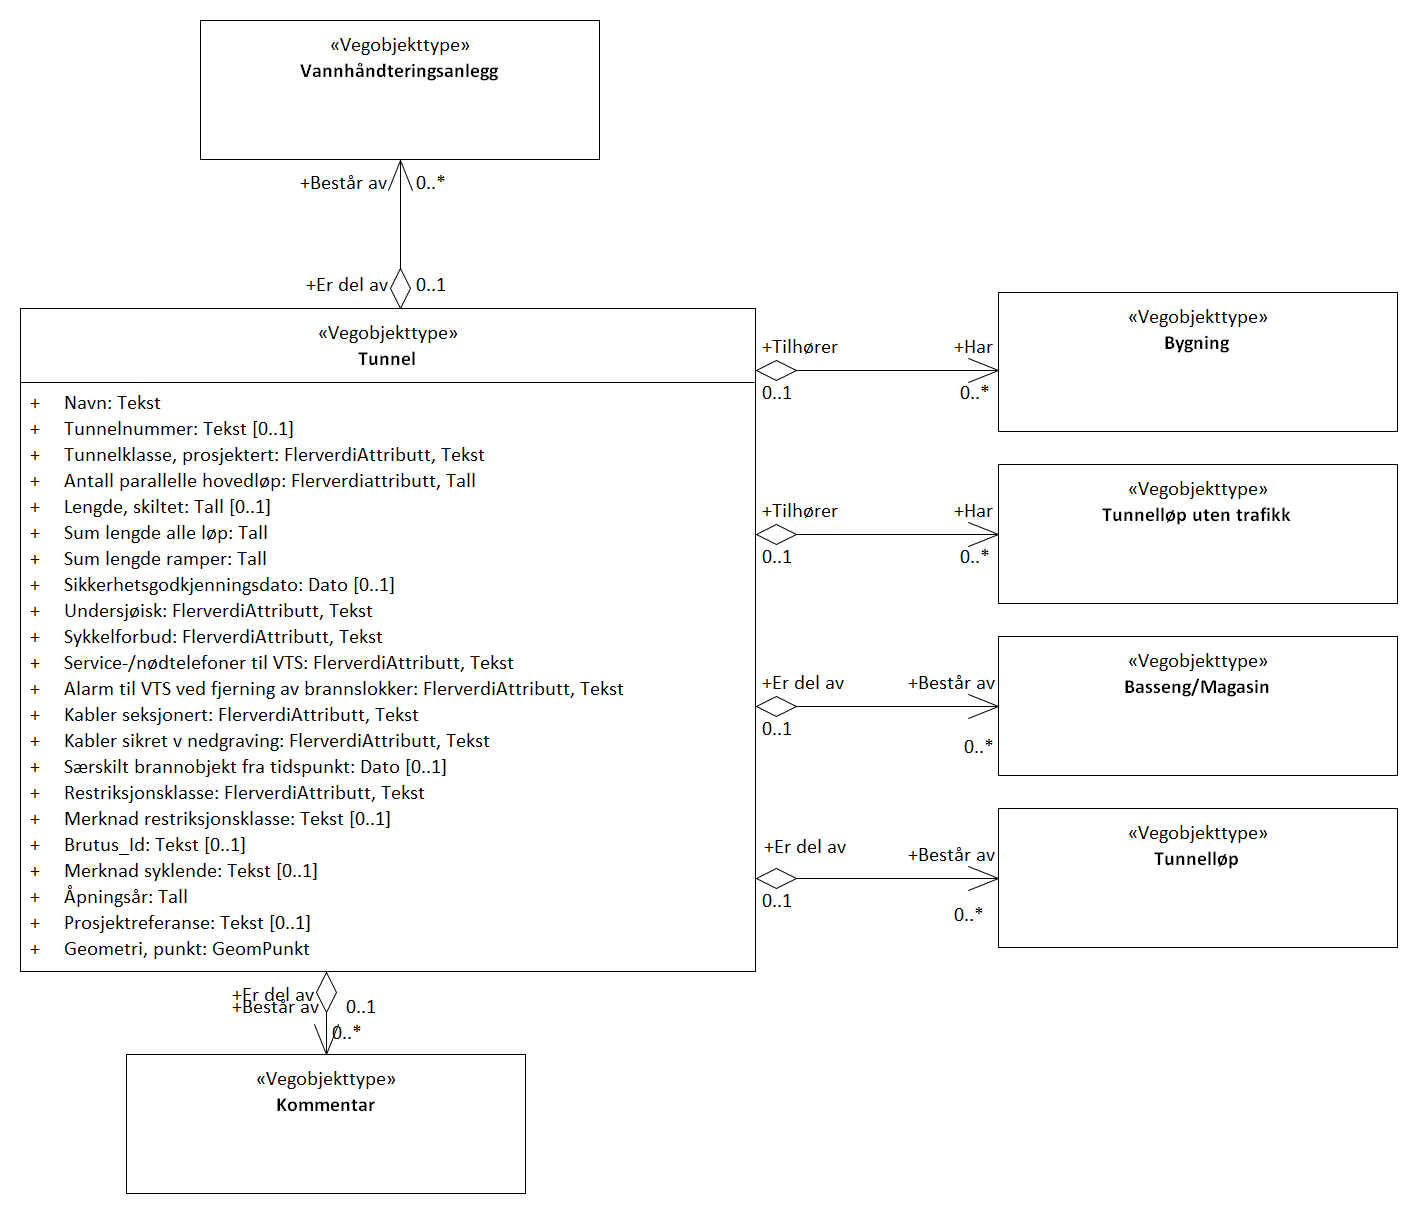 «Vegobjekttype»
Vannhåndteringsanlegg
+Består av
0..*
+Er del av
0..1
«Vegobjekttype»
Tunnel
+ Navn: Tekst
+ Tunnelnummer: Tekst [0..1]
+ Tunnelklasse, prosjektert: FlerverdiAttributt, Tekst
+ Antall parallelle hovedløp: Flerverdiattributt, Tall
+ Lengde, skiltet: Tall [0..1]
+ Sum lengde alle løp: Tall
+ Sum lengde ramper: Tall
+ Sikkerhetsgodkjenningsdato: Dato [0..1]
+ Undersjøisk: FlerverdiAttributt, Tekst
+ Sykkelforbud: FlerverdiAttributt, Tekst
+ Service-/nødtelefoner til VTS: FlerverdiAttributt, Tekst
+ Alarm til VTS ved fjerning av brannslokker: FlerverdiAttributt, Tekst
+ Kabler seksjonert: FlerverdiAttributt, Tekst
+ Kabler sikret v nedgraving: FlerverdiAttributt, Tekst
+ Særskilt brannobjekt fra tidspunkt: Dato [0..1]
+ Restriksjonsklasse: FlerverdiAttributt, Tekst
+ Merknad restriksjonsklasse: Tekst [0..1]
+ Brutus_Id: Tekst [0..1]
+ Merknad syklende: Tekst [0..1]
+ Åpningsår: Tall
+ Prosjektreferanse: Tekst [0..1]
+ Geometri, punkt: GeomPunkt
+Tilhører
+Har
0..1
0..*
«Vegobjekttype»
Bygning
+Tilhører
+Har
0..1
0..*
«Vegobjekttype»
Tunnelløp uten trafikk
+Er del av
+Består av
0..1
0..*
«Vegobjekttype»
Basseng/Magasin
+Er del av
+Består av
0..1
0..*
«Vegobjekttype»
Tunnelløp
+Er del av
+Består av
0..1
0..*
«Vegobjekttype»
Kommentar